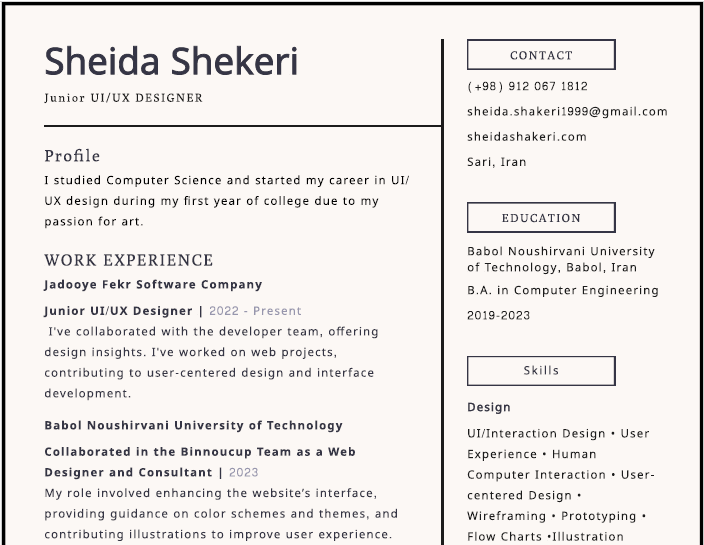 Sheida Shekeri
Junior UI/UX DESIGNER
Profile
I studied Computer Science and started my career in UI/
UX design during my first year of college due to my
passion for art.
WORK EXPERIENCE
Jadooye Fekr Software Company
Junior UI/UX Designer | 2022 - Present
I've collaborated with the developer team, offering
design insights. I've worked on web projects,
contributing to user-centered design and interface
development.
Babol Noushirvani University of Technology
Collaborated in the Binnoucup Team as a Web
Designer and Consultant | 2023
My role involved enhancing the website's interface,
providing guidance on color schemes and themes, and
contributing illustrations to improve user experience.
CONTACT
(+98) 912 067 1812
sheida.shakeri1999@gmail.com
sheidashakeri.com
Sari, Iran
EDUCATION
Babol Noushirvani University
of Technology, Babol, Iran
B.A. in Computer Engineering
2019-2023
Skills
Design
UI/Interaction Design • User
Experience • Human
Computer Interaction • User-
centered Design •
Wireframing • Prototyping •
Flow Charts •Illustration